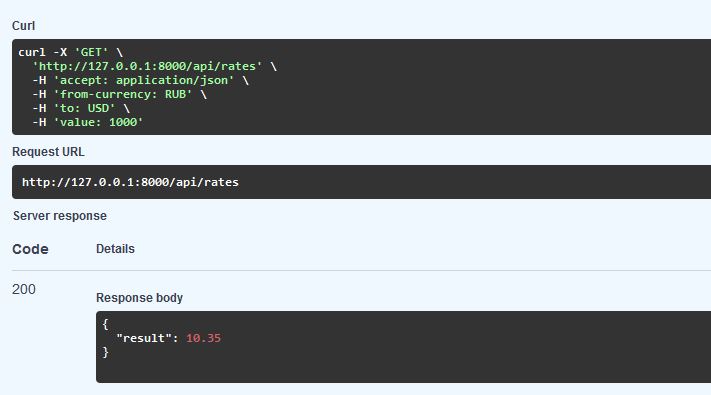 Curl
curl -X 'GET' \
'http://127.0.0.1:8000/api/rates' \
-H 'accept: application/json' \
-H 'from-currency: RUB' \
-H 'to: USD' \
-H 'value: 1000'
Request URL
http://127.0.0.1:8000/api/rates
Server response
Code Details
200
Response body
{
"result": 10.35
}